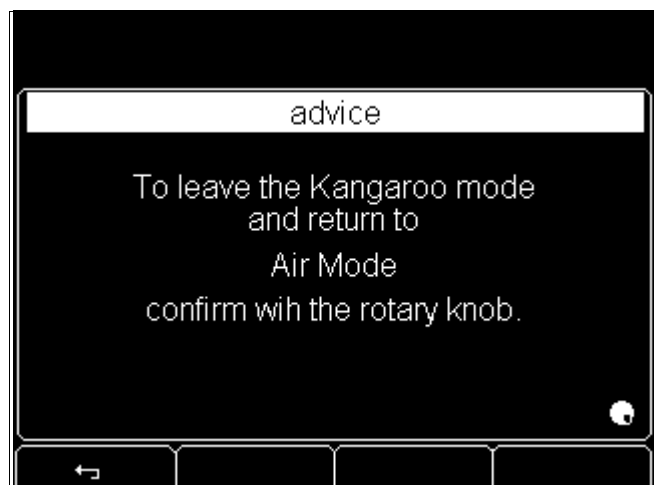 advice
To leave the Kangaroo mode
and return to
Air Mode
confirm wih the rotary knob.